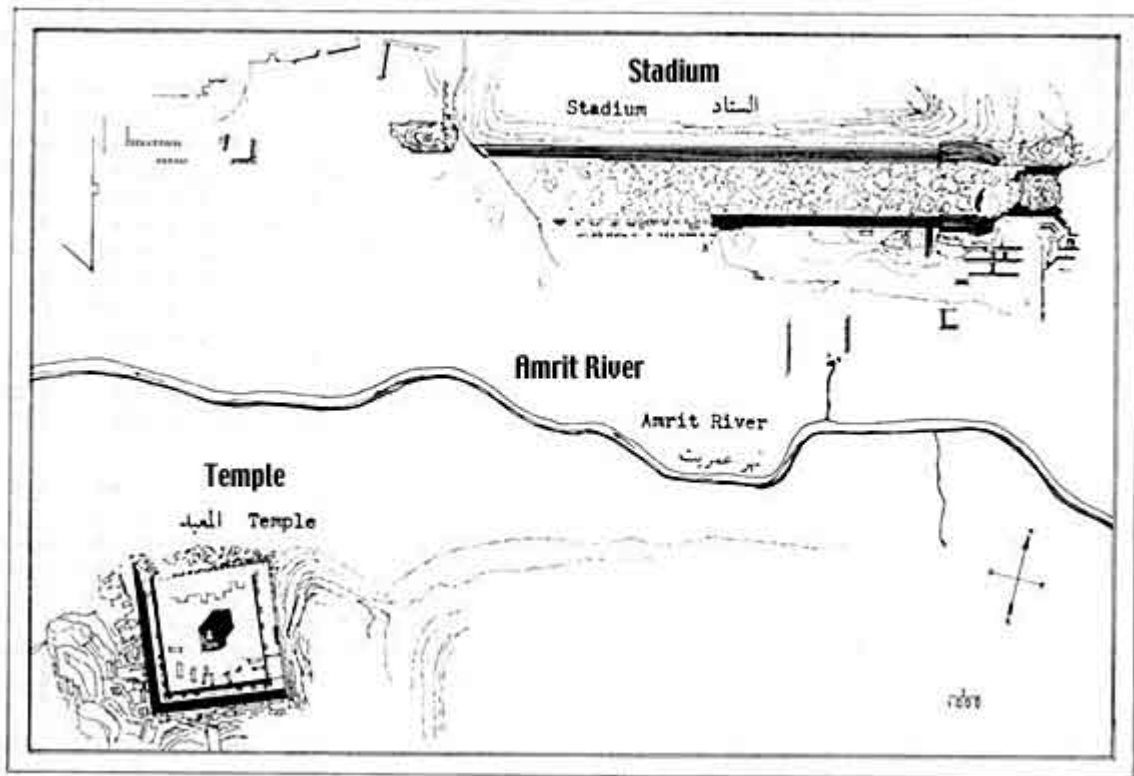 Stadium
Stadium الستاد
Amrit River
Amrit River
نهر عمريت
Temple
المعبد Temple